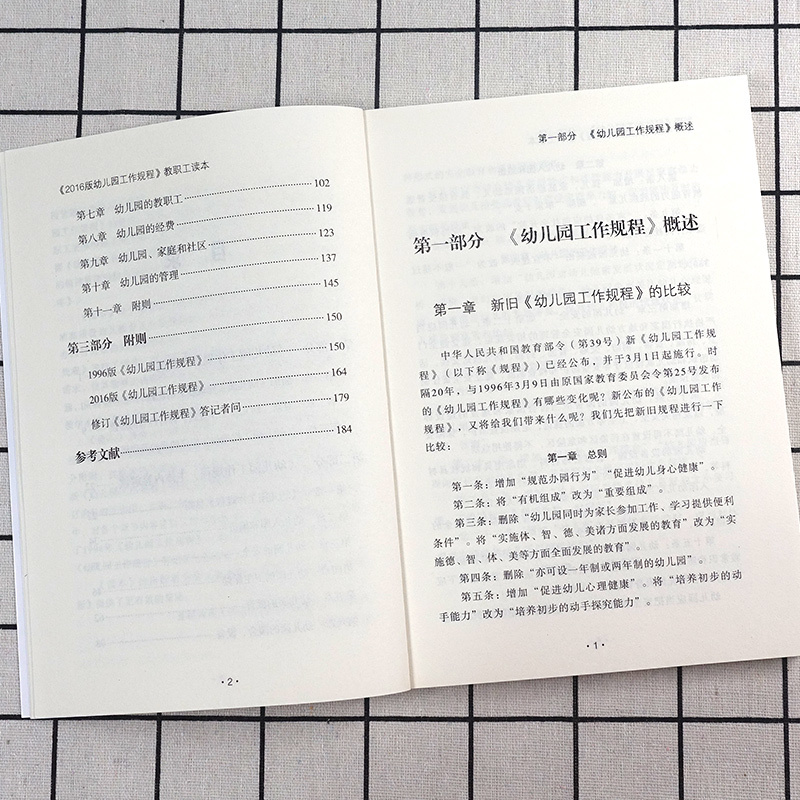 《2016版幼儿园工作规程》教职工读本
第七章 幼儿园的教职工 102
第八章 幼儿园的经费 119
第九章 幼儿园、家庭和社区 123
第十章 幼儿园的管理 137
第十一章 附则 145
第三部分 附则 150
1996版《幼儿园工作规程》 150
2016版《幼儿园工作规程》 164
修订《幼儿园工作规程》答记者问 179
参考文献 184
· 2 ·
第一部分 《幼儿园工作规程》概述
第一部分 《幼儿园工作规程》概述
第一章 新旧《幼儿园工作规程》的比较
中华人民共和国教育部令（第39号）新《幼儿园工作规
程》（以下称《规程》）已经公布，并于3月1日起施行。时
隔20年，与1996年3月9日由原国家教育委员会令第25号发布
的《幼儿园工作规程》有哪些变化呢？新公布的《幼儿园工作
规程》，又将给我们带来什么呢？我们先把新旧规程进行一下
比较：
第一章 总则
第一条：增加“规范办园行为”“促进幼儿身心健康”。
第二条：将“有机组成”改为“重要组成”。
第三条：删除“幼儿园同时为家长参加工作、学习提供便利
条件”。将“实施体、智、德、美诸方面发展的教育”改为“实
施德、智、体、美等方面全面发展的教育”。
第四条：删除“亦可设一年制或两年制的幼儿园”
第五条：增加“促进幼儿心理健康”。将“培养初步的动
手能力”改为“培养初步的动手探究能力”。
· 1 ·